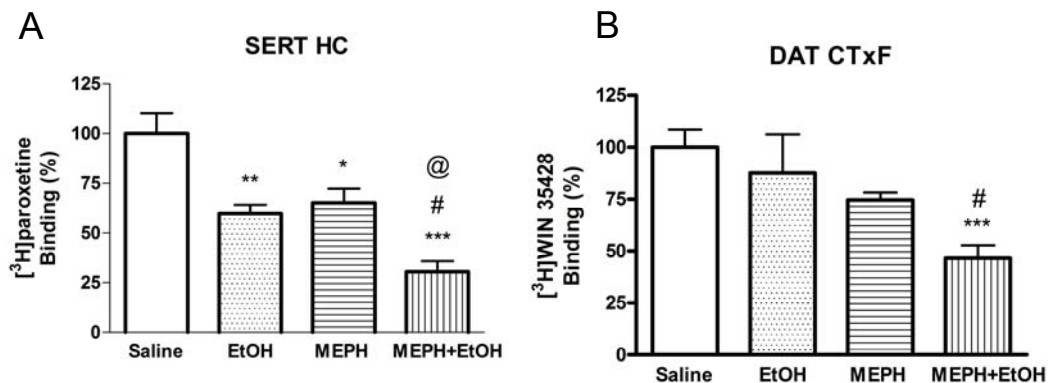 A
SERT HC
[³H]paroxetine
Binding (%)
125
100
75
50
25
0
**
*
@
#
***
Saline EtOH MEPH MEPH+EtOH
B
DAT CTxF
[³H]WIN 35428
Binding (%)
125
100
75
50
25
0
#
***
Saline EtOH MEPH MEPH+EtOH